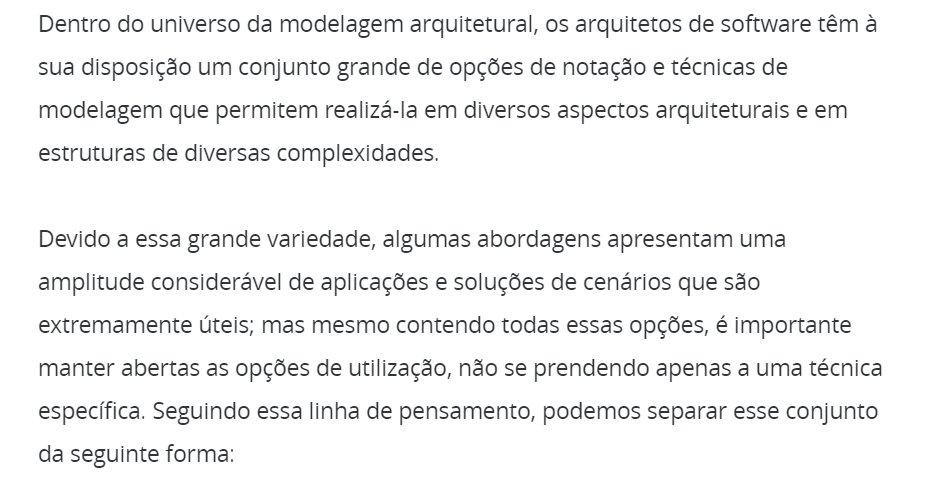 Dentro do universo da modelagem arquitetural, os arquitetos de software têm à
sua disposição um conjunto grande de opções de notação e técnicas de
modelagem que permitem realizá-la em diversos aspectos arquiteturais e em
estruturas de diversas complexidades.
Devido a essa grande variedade, algumas abordagens apresentam uma
amplitude considerável de aplicações e soluções de cenários que são
extremamente úteis; mas mesmo contendo todas essas opções, é importante
manter abertas as opções de utilização, não se prendendo apenas a uma técnica
específica. Seguindo essa linha de pensamento, podemos separar esse conjunto
da seguinte forma: